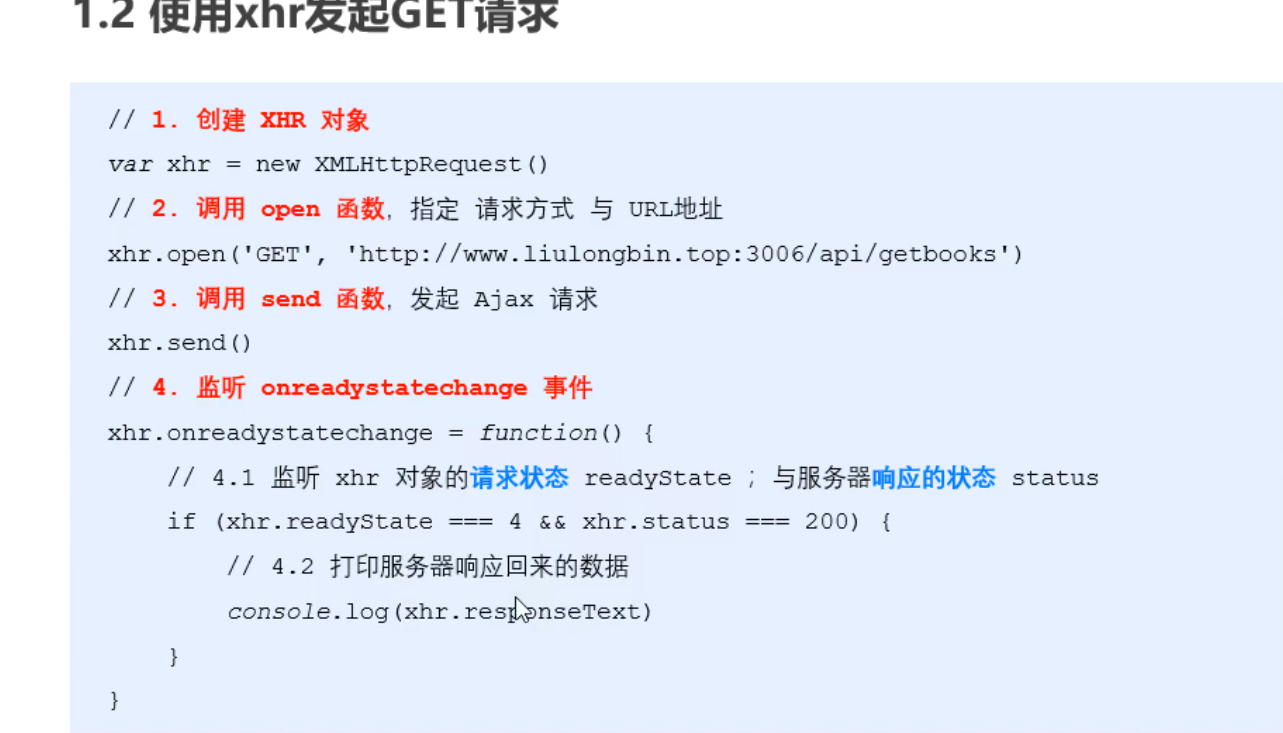 1.2 使用xhr发起GET请求
// 1. 创建 XHR 对象
var xhr = new XMLHttpRequest()
// 2. 调用 open 函数, 指定 请求方式 与 URL地址
xhr.open('GET', 'http://www.liulongbin.top:3006/api/getbooks')
// 3. 调用 send 函数, 发起 Ajax 请求
xhr.send()
// 4. 监听 onreadystatechange 事件
xhr.onreadystatechange = function() {
    // 4.1 监听 xhr 对象的请求状态 readyState ; 与服务器响应的状态 status
    if (xhr.readyState === 4 && xhr.status === 200) {
        // 4.2 打印服务器响应回来的数据
        console.log(xhr.responseText)
    }
}